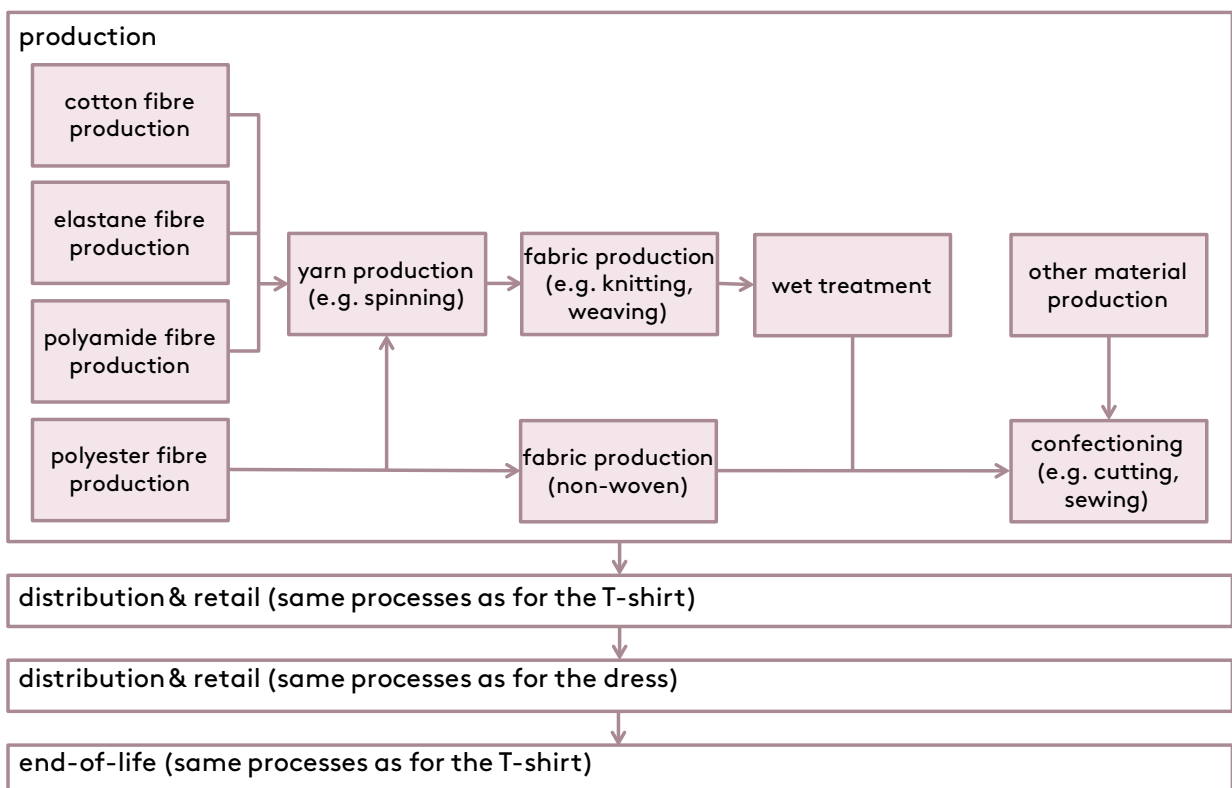 production
cotton fibre
production
elastane fibre
production
polyamide fibre
production
polyester fibre
production
yarn production
(e.g. spinning)
fabric production
(e.g. knitting,
weaving)
fabric production
(non-woven)
wet treatment
other material
production
confectioning
(e.g. cutting,
sewing)
distribution & retail (same processes as for the T-shirt)
distribution & retail (same processes as for the dress)
end-of-life (same processes as for the T-shirt)